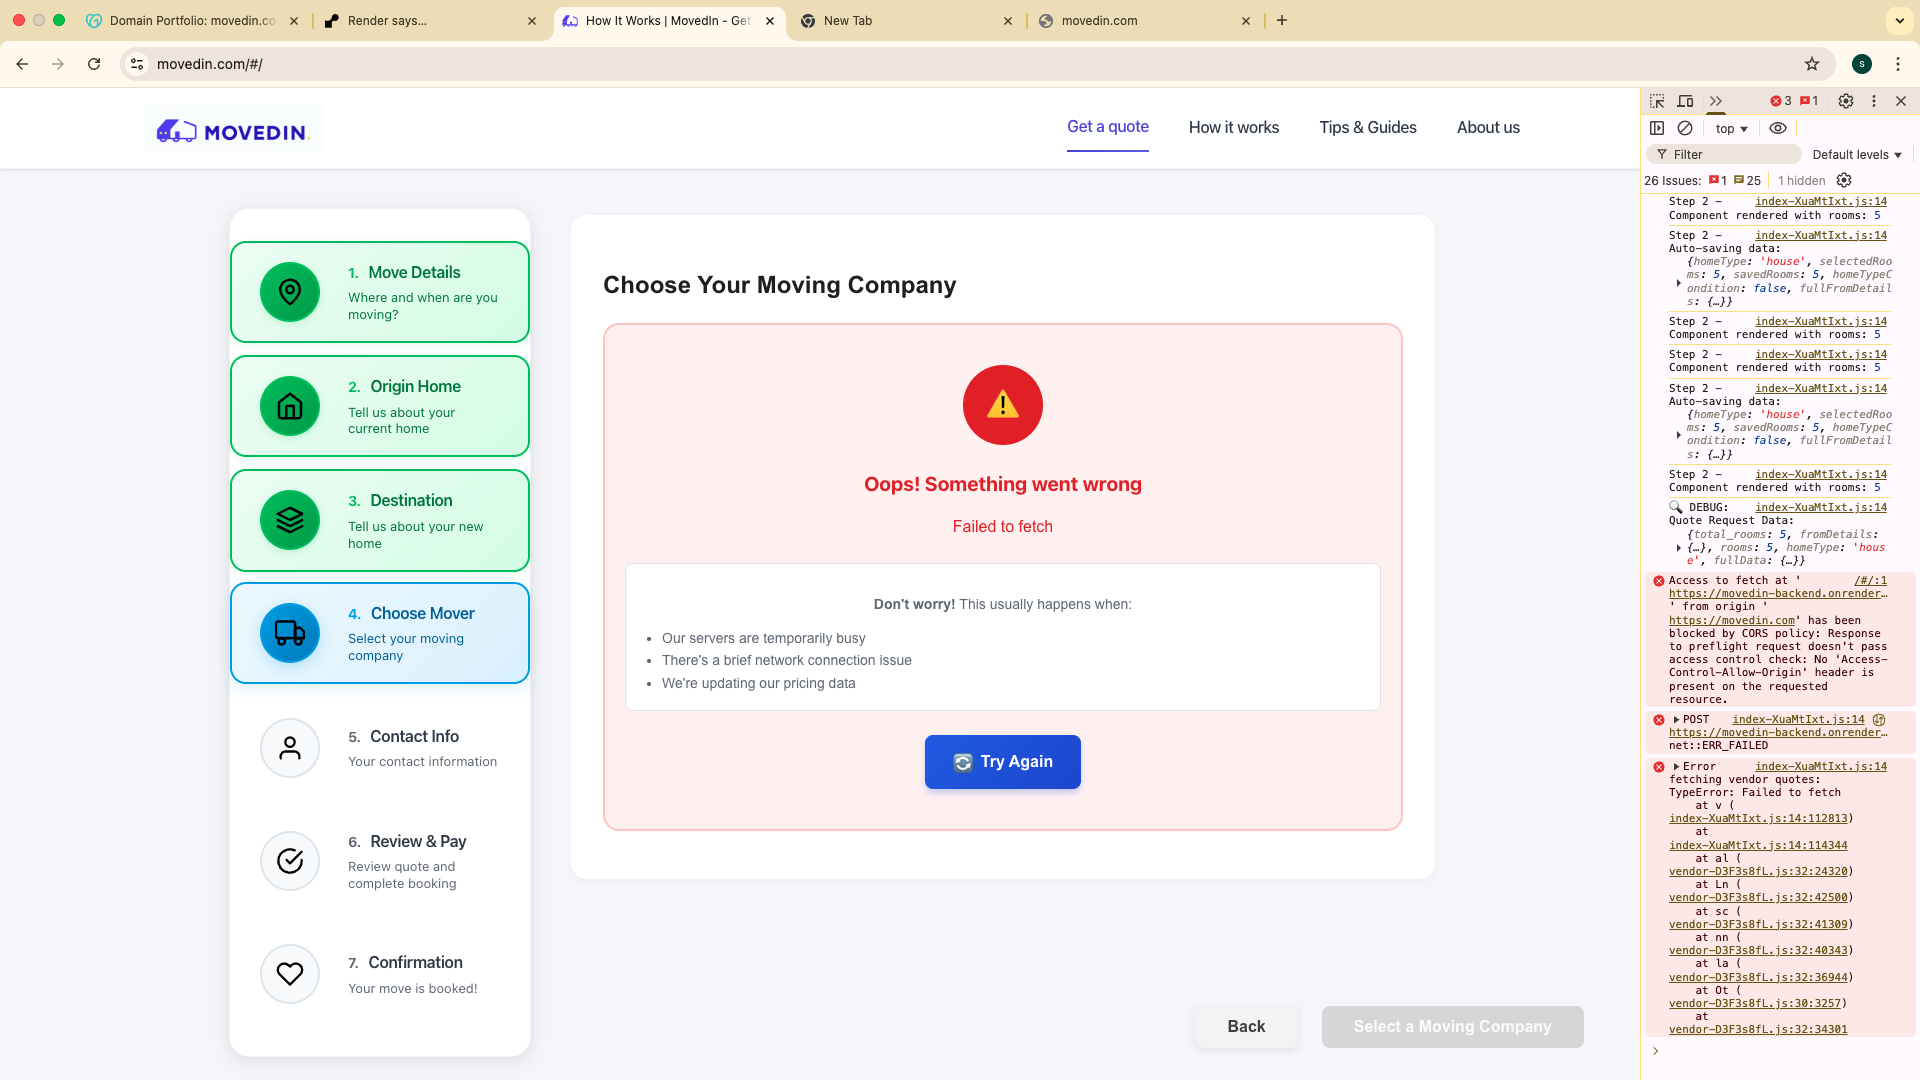 Domain Portfolio: movedin.co
Render says...
How It Works | MovedIn - Get
New Tab
movedin.com
movedin.com/#/
S
MOVEDIN.
Get a quote
How it works
Tips & Guides
About us
1. Move Details
Where and when are you
moving?
2. Origin Home
Tell us about your
current home
3. Destination
Tell us about your new
home
4. Choose Mover
Select your moving
company
5. Contact Info
Your contact information
6. Review & Pay
Review quote and
complete booking
7. Confirmation
Your move is booked!
Choose Your Moving Company
Oops! Something went wrong
Failed to fetch
Don't worry! This usually happens when:
• Our servers are temporarily busy
• There's a brief network connection issue
• We're updating our pricing data
Try Again
Back
Select a Moving Company
3 1
top
Filter
Default levels
26 Issues: 1 25 1 hidden
Step 2 – index-XuaMtIxt.js:14
Component rendered with rooms: 5
Step 2 – index-XuaMtIxt.js:14
Auto-saving data:
{homeType: 'house', selectedRoo
ms: 5, savedRooms: 5, homeTypeC
ondition: false, fullFromDetail
s: {…}}
Step 2 – index-XuaMtIxt.js:14
Component rendered with rooms: 5
Step 2 – index-XuaMtIxt.js:14
Component rendered with rooms: 5
Step 2 – index-XuaMtIxt.js:14
Auto-saving data:
{homeType: 'house', selectedRoo
ms: 5, savedRooms: 5, homeTypeC
ondition: false, fullFromDetail
s: {…}}
Step 2 – index-XuaMtIxt.js:14
Component rendered with rooms: 5
DEBUG: index-XuaMtIxt.js:14
Quote Request Data:
{total_rooms: 5, fromDetails:
{…}, rooms: 5, homeType: 'hous
e', fullData: {…}}
Access to fetch at ' /#/:1
https://movedin-backend.onrender…
' from origin '
https://movedin.com' has been
blocked by CORS policy: Response
to preflight request doesn't pass
access control check: No 'Access-
Control-Allow-Origin' header is
present on the requested
resource.
POST index-XuaMtIxt.js:14
https://movedin-backend.onrender…
net::ERR_FAILED
Error index-XuaMtIxt.js:14
fetching vendor quotes:
TypeError: Failed to fetch
at v (
index-XuaMtIxt.js:14:112813)
at
index-XuaMtIxt.js:14:114344
at al (
vendor-D3F3s8fL.js:32:24320)
at Ln (
vendor-D3F3s8fL.js:32:42500)
at sc (
vendor-D3F3s8fL.js:32:41309)
at nn (
vendor-D3F3s8fL.js:32:40343)
at la (
vendor-D3F3s8fL.js:32:36944)
at Ot (
vendor-D3F3s8fL.js:30:3257)
at
vendor-D3F3s8fL.js:32:34301